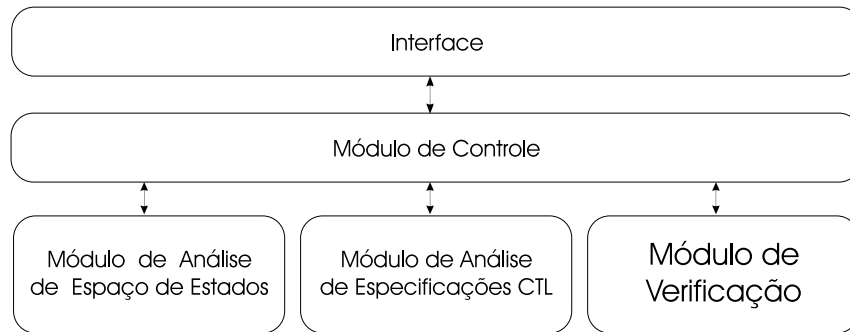 Interface
Módulo de Controle
Módulo de Análise
de Espaço de Estados
Módulo de Análise
de Especificações CTL
Módulo de
Verificação